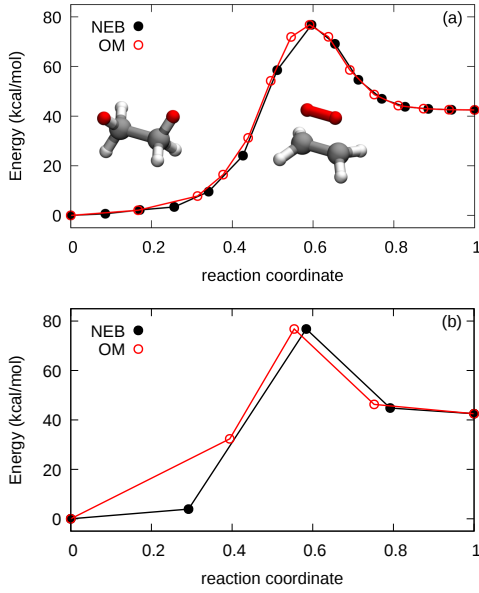 (a)
NEB
OM
80
60
40
20
0
Energy (kcal/mol)
0 0.2 0.4 0.6 0.8 1
reaction coordinate
(b)
NEB
OM
80
60
40
20
0
Energy (kcal/mol)
0 0.2 0.4 0.6 0.8 1
reaction coordinate